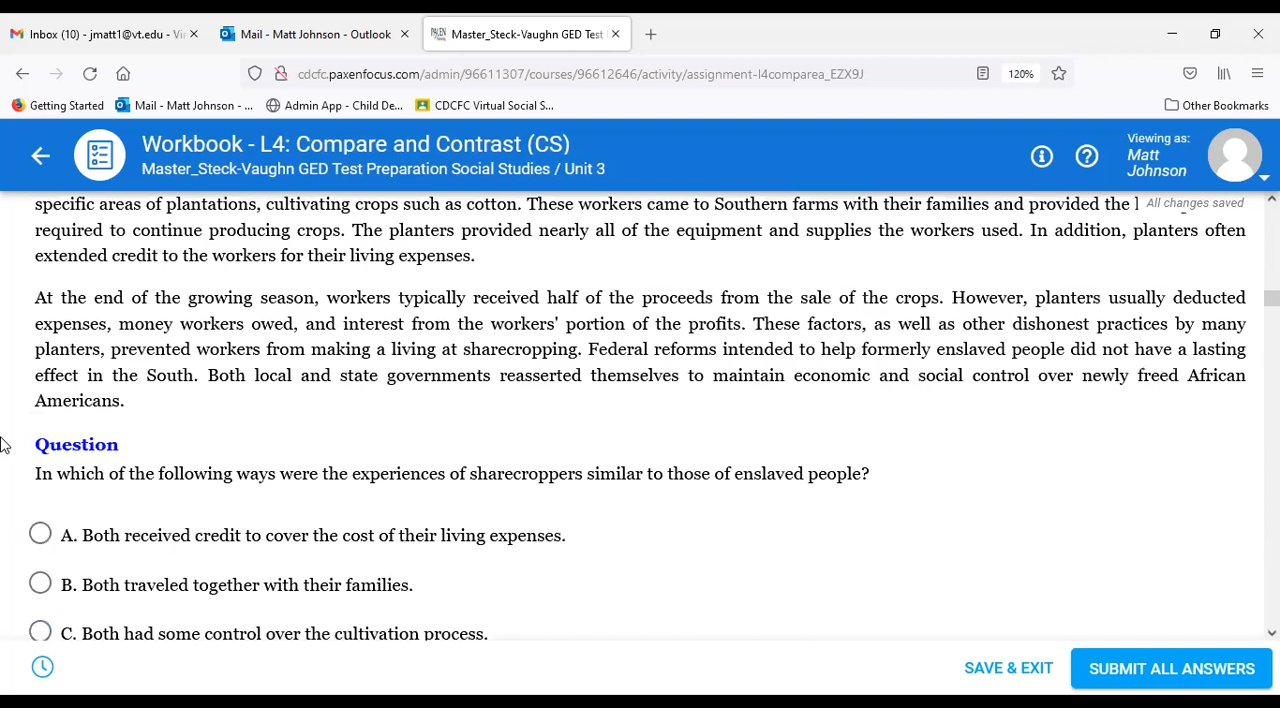 Inbox (10) - jmatt1@vt.edu - Vi
Mail - Matt Johnson - Outlook
PAXEN
Master_Steck-Vaughn GED Test
cdcfc.paxenfocus.com/admin/96611307/courses/96612646/activity/assignment-l4comparea_EZX9J
120%
Getting Started
Mail - Matt Johnson - ...
Admin App - Child De...
CDCFC Virtual Social S...
Other Bookmarks
Workbook - L4: Compare and Contrast (CS)
Master_Steck-Vaughn GED Test Preparation Social Studies / Unit 3
Viewing as:
Matt
Johnson
All changes saved
specific areas of plantations, cultivating crops such as cotton. These workers came to Southern farms with their families and provided the
required to continue producing crops. The planters provided nearly all of the equipment and supplies the workers used. In addition, planters often
extended credit to the workers for their living expenses.
At the end of the growing season, workers typically received half of the proceeds from the sale of the crops. However, planters usually deducted
expenses, money workers owed, and interest from the workers' portion of the profits. These factors, as well as other dishonest practices by many
planters, prevented workers from making a living at sharecropping. Federal reforms intended to help formerly enslaved people did not have a lasting
effect in the South. Both local and state governments reasserted themselves to maintain economic and social control over newly freed African
Americans.
Question
In which of the following ways were the experiences of sharecroppers similar to those of enslaved people?
A. Both received credit to cover the cost of their living expenses.
B. Both traveled together with their families.
C. Both had some control over the cultivation process.
SAVE & EXIT
SUBMIT ALL ANSWERS